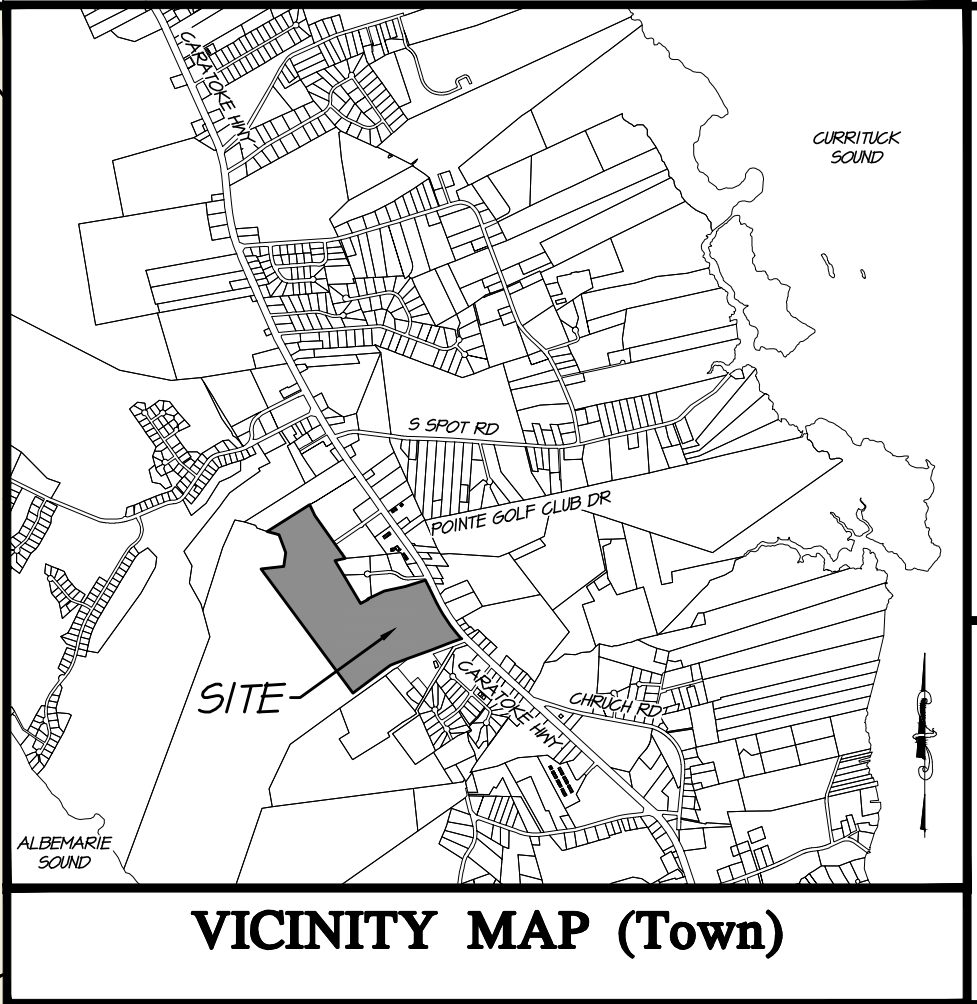 CARATOKE HWY
CURRITUCK
SOUND
S SPOT RD
POINTE GOLF CLUB DR
SITE
CARATOKE HWY
CHRUCH RD
ALBEMARIE
SOUND
VICINITY MAP (Town)